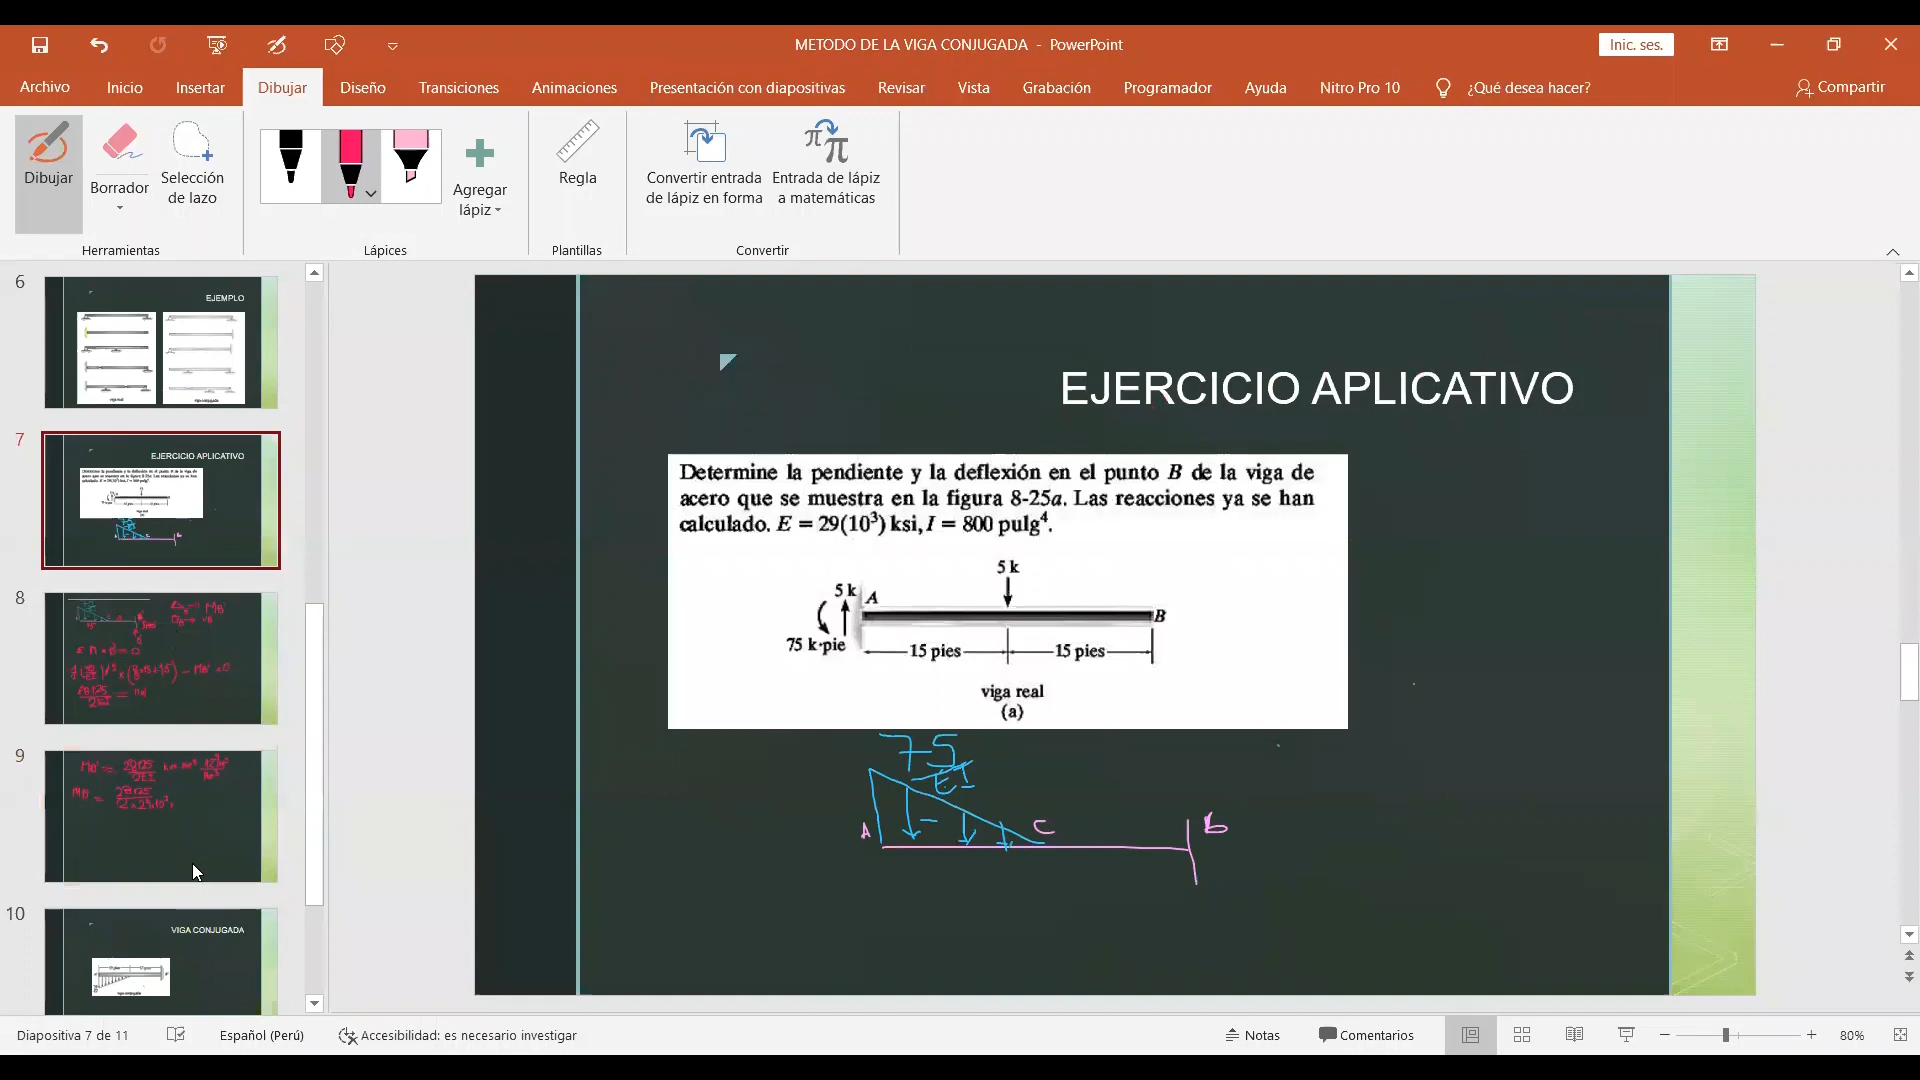 METODO DE LA VIGA CONJUGADA - PowerPoint
Inic. ses.
Archivo Inicio Insertar Dibujar Diseño Transiciones Animaciones Presentación con diapositivas Revisar Vista Grabación Programador Ayuda Nitro Pro 10 ¿Qué desea hacer? Compartir
Dibujar
Borrador
Selección
de lazo
Agregar
lápiz
Regla
Convertir entrada
de lápiz en forma
Entrada de lápiz
a matemáticas
Herramientas
Lápices
Plantillas
Convertir
6
EJEMPLO
7
EJERCICIO APLICATIVO
8
9
10
VIGA CONJUGADA
EJERCICIO APLICATIVO
Determine la pendiente y la deflexión en el punto B de la viga de
acero que se muestra en la figura 8-25a. Las reacciones ya se han
calculado. E = 29(10³) ksi, I = 800 pulg⁴.
5 k
5 k
A
B
75 k·pie
15 pies
15 pies
viga real
(a)
75
EI
A
C
b
Diapositiva 7 de 11
Español (Perú)
Accesibilidad: es necesario investigar
Notas
Comentarios
80%